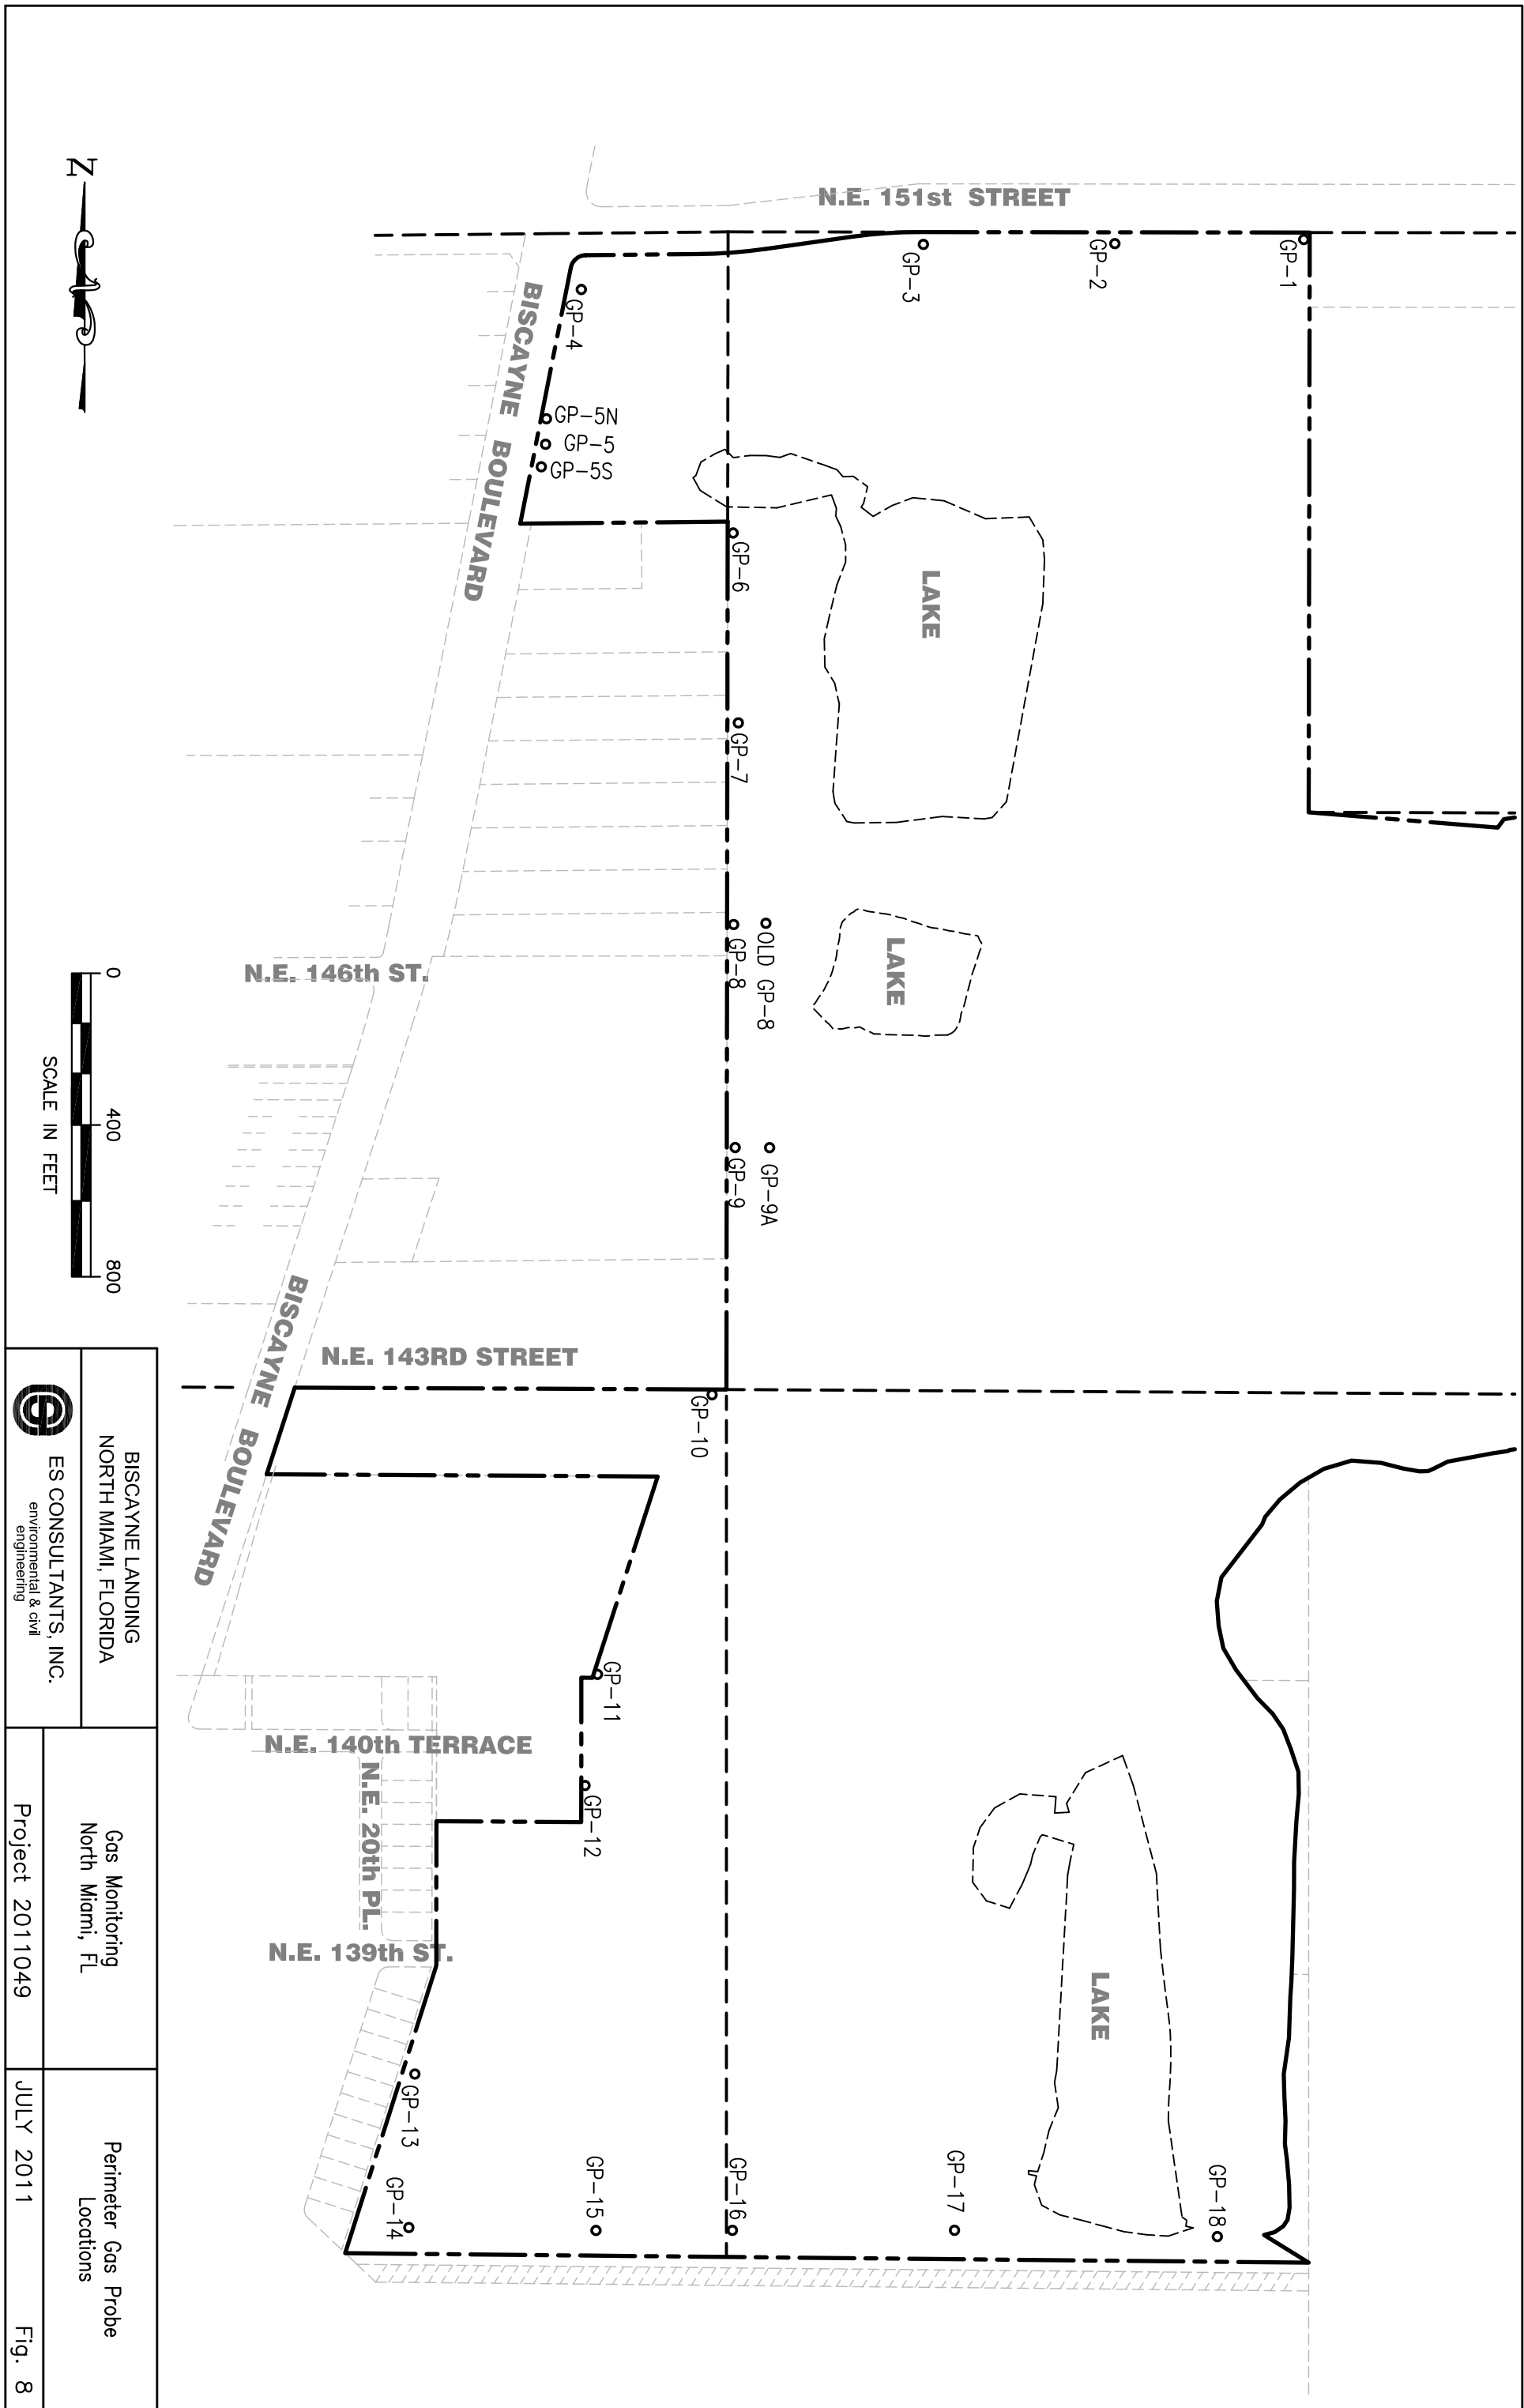 N
N.E. 151st STREET
GP-1
GP-2
GP-3
GP-4
BISCAYNE BOULEVARD
GP-5N
GP-5
GP-5S
GP-6
LAKE
GP-7
OLD GP-8
GP-8
LAKE
N.E. 146th ST.
GP-9A
GP-9
0 400 800
SCALE IN FEET
BISCAYNE BOULEVARD
N.E. 143RD STREET
GP-10
GP-11
N.E. 140th TERRACE
N.E. 20th PL.
GP-12
N.E. 139th ST.
LAKE
GP-13
GP-14
GP-15
GP-16
GP-17
GP-18
BISCAYNE LANDING
NORTH MIAMI, FLORIDA
ES CONSULTANTS, INC.
environmental & civil
engineering
Gas Monitoring
North Miami, FL
Project 2011049
Perimeter Gas Probe
Locations
JULY 2011
Fig. 8